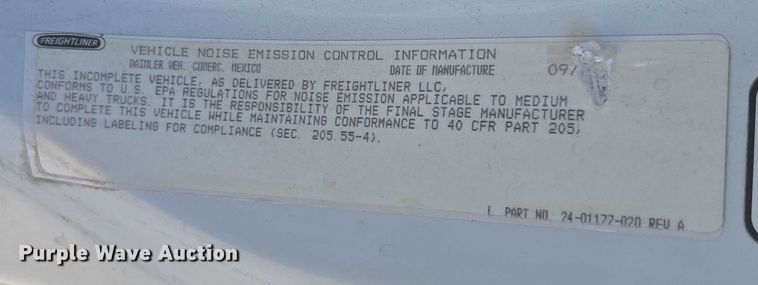 FREIGHTLINER
VEHICLE NOISE EMISSION CONTROL INFORMATION
DAIMLER VEH. COMERC. MEXICO DATE OF MANUFACTURE 09/
THIS INCOMPLETE VEHICLE, AS DELIVERED BY FREIGHTLINER LLC,
CONFORMS TO U.S. EPA REGULATIONS FOR NOISE EMISSION APPLICABLE TO MEDIUM
AND HEAVY TRUCKS. IT IS THE RESPONSIBILITY OF THE FINAL STAGE MANUFACTURER
TO COMPLETE THIS VEHICLE WHILE MAINTAINING CONFORMANCE TO 40 CFR PART 205,
INCLUDING LABELING FOR COMPLIANCE (SEC. 205.55-4).
PART NO. 24-01177-020 REV A
Purple Wave Auction